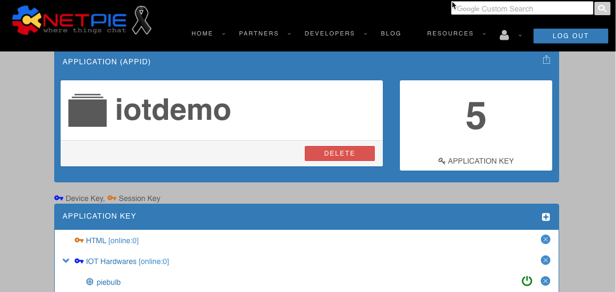 NETPIE
where things chat
Google Custom Search
HOME PARTNERS DEVELOPERS BLOG RESOURCES LOG OUT
APPLICATION (APPID)
iotdemo
DELETE
5
APPLICATION KEY
Device Key, Session Key
APPLICATION KEY
HTML [online:0]
IOT Hardwares [online:0]
piebulb